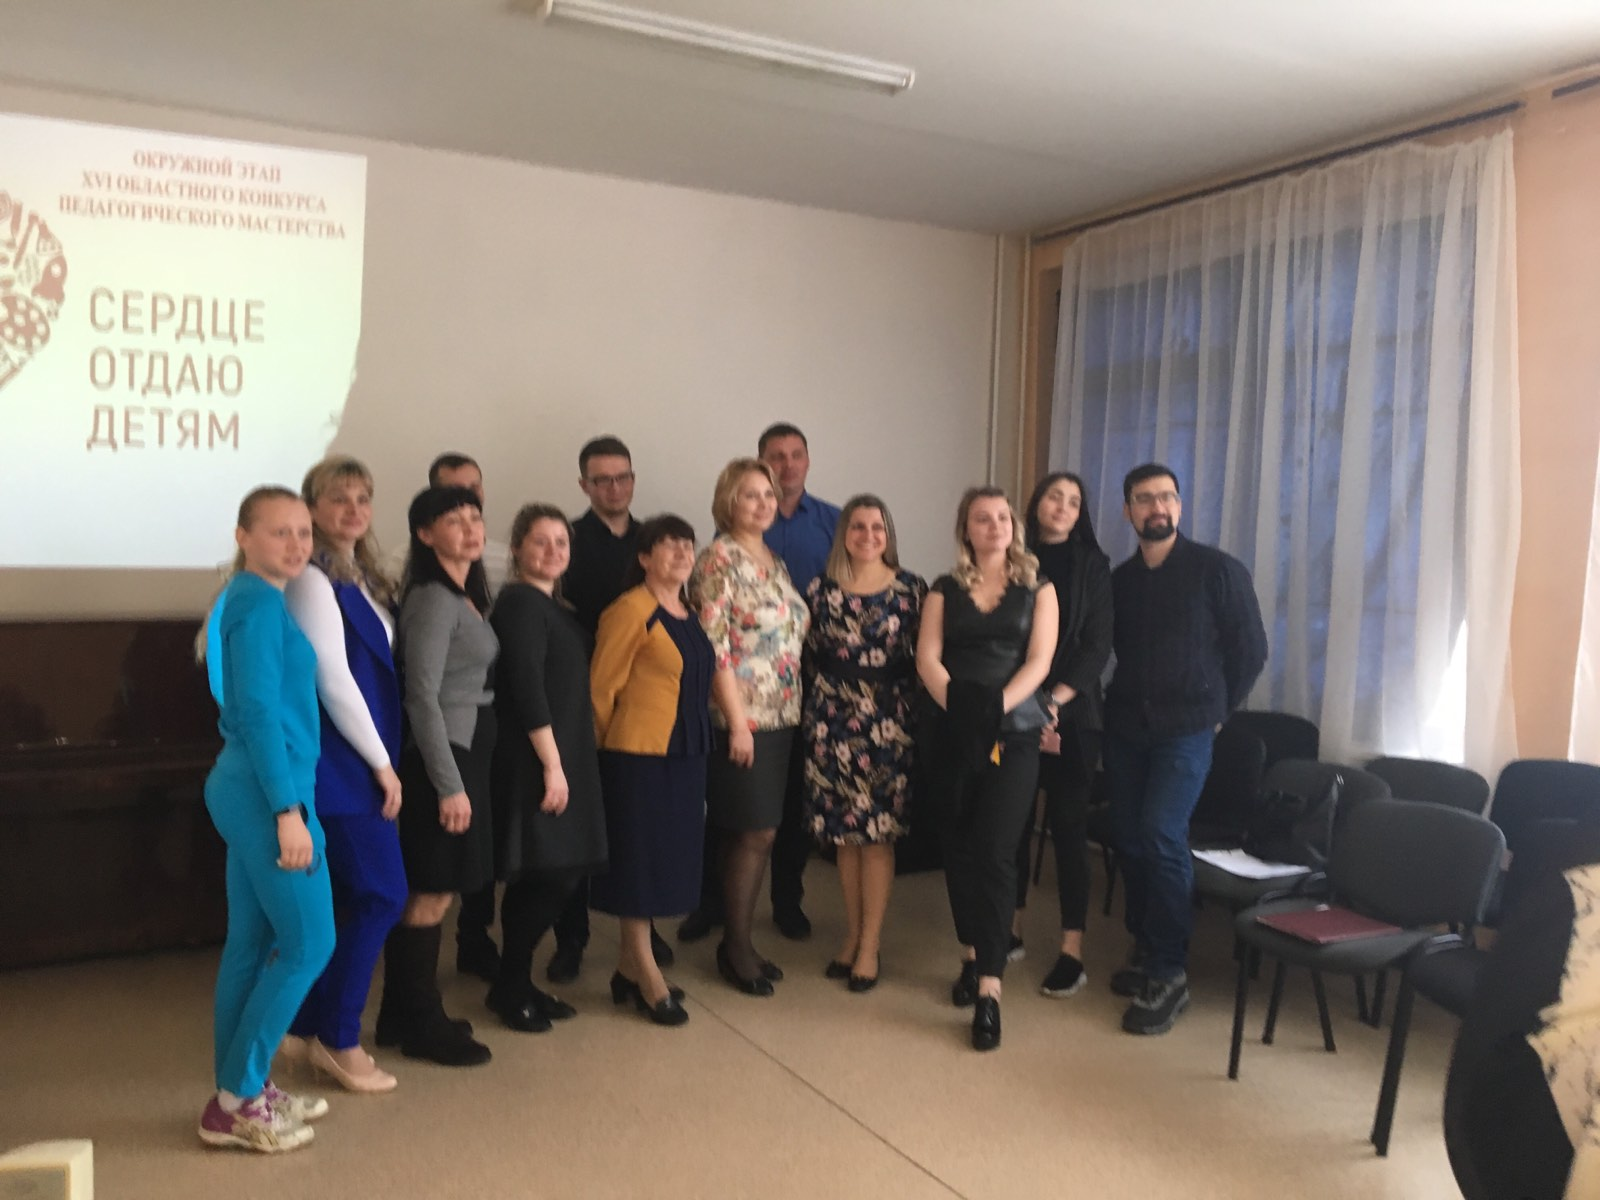 ОКРУЖНОЙ ЭТАП
XVI ОБЛАСТНОГО КОНКУРСА
ПЕДАГОГИЧЕСКОГО МАСТЕРСТВА
СЕРДЦЕ
ОТДАЮ
ДЕТЯМ